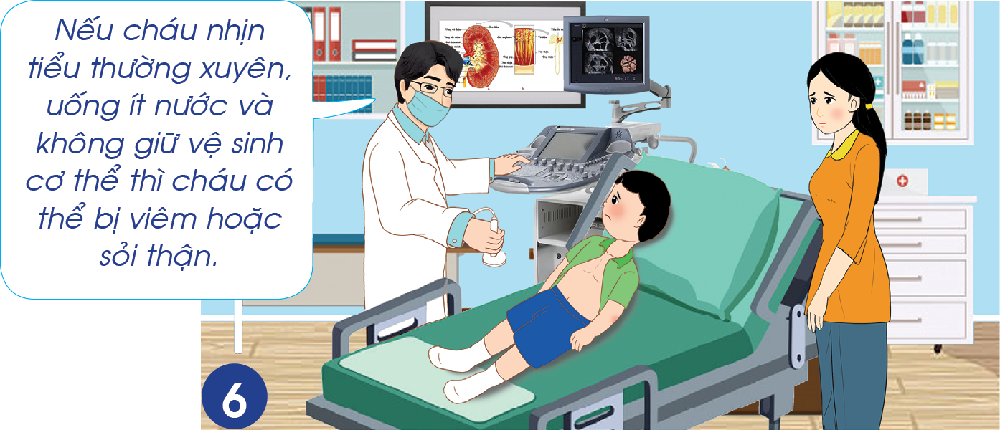 Nếu cháu nhịn
tiểu thường xuyên,
uống ít nước và
không giữ vệ sinh
cơ thể thì cháu có
thể bị viêm hoặc
sỏi thận.
6